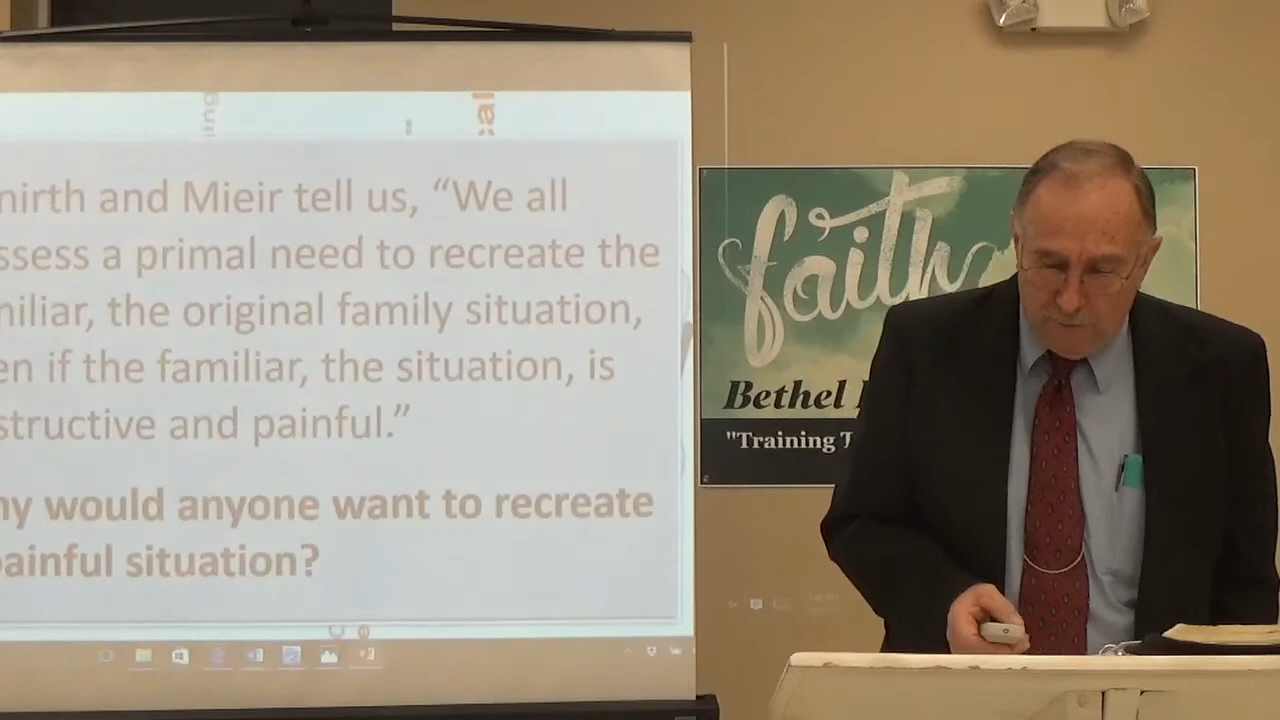 ing
al
nirth and Mieir tell us, “We all
ssess a primal need to recreate the
miliar, the original family situation,
en if the familiar, the situation, is
structive and painful.”
hy would anyone want to recreate
painful situation?
faith
Bethel
"Training